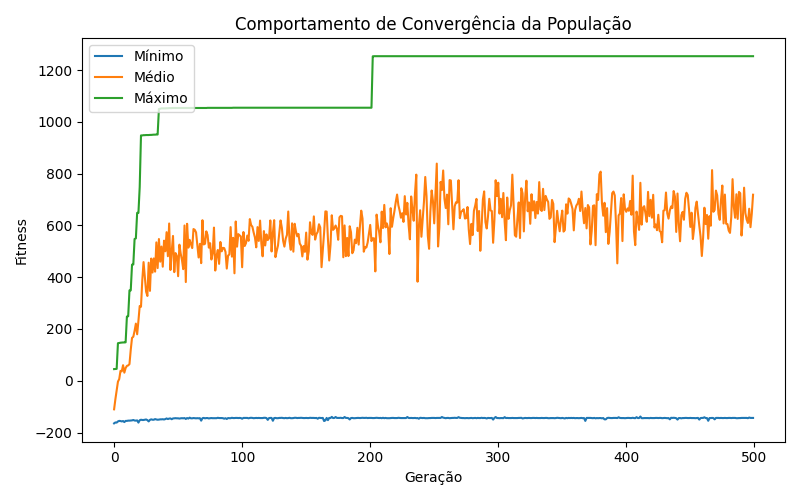 Comportamento de Convergência da População
Mínimo
Médio
Máximo
Fitness
1200
1000
800
600
400
200
0
−200
0
100
200
300
400
500
Geração